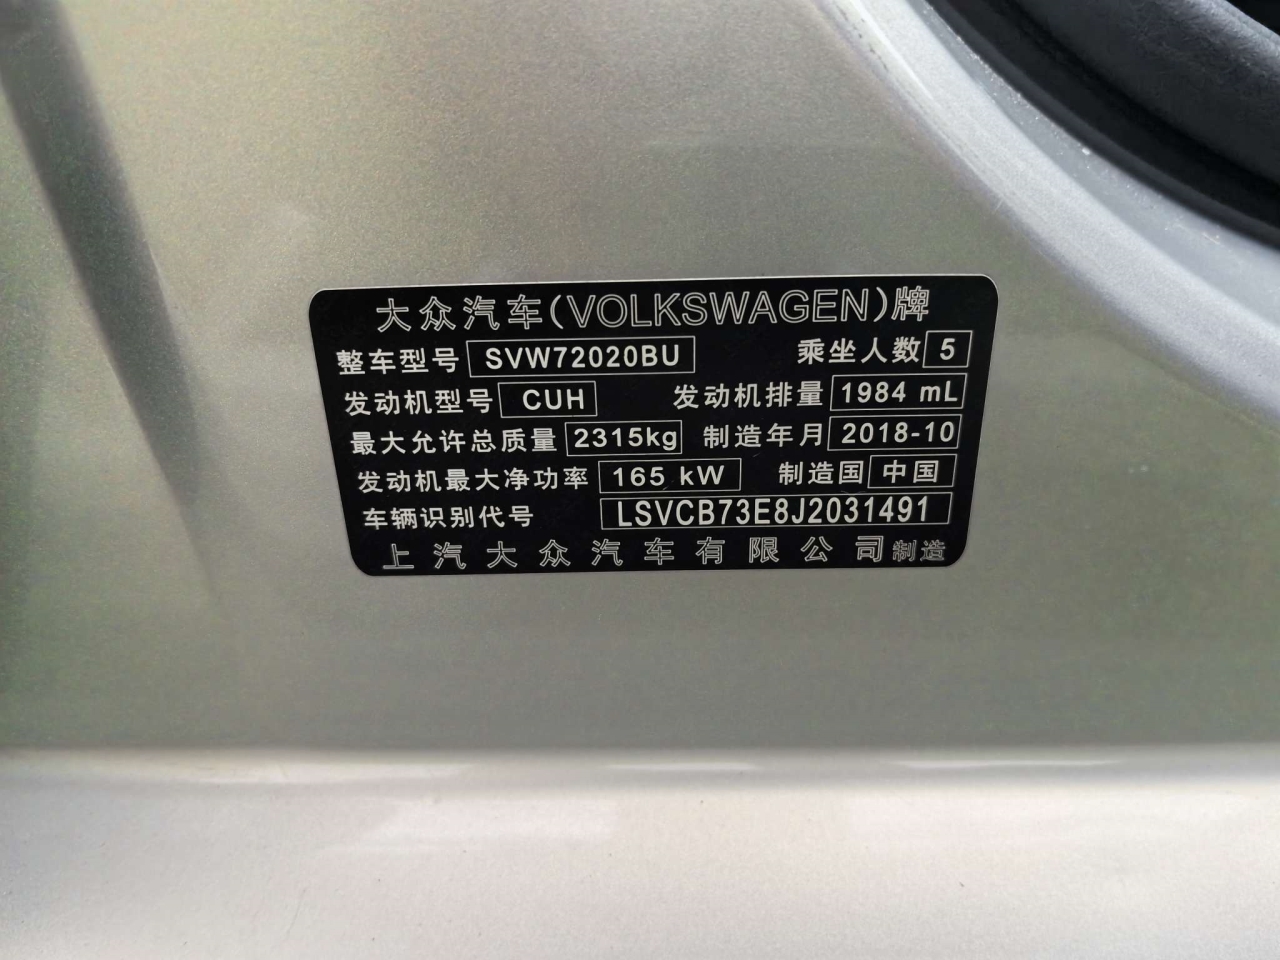 大众汽车(VOLKSWAGEN)牌
整车型号 SVW72020BU 乘坐人数 5
发动机型号 CUH 发动机排量 1984 mL
最大允许总质量 2315kg 制造年月 2018-10
发动机最大净功率 165 kW 制造国 中国
车辆识别代号 LSVCB73E8J2031491
上汽大众汽车有限公司制造